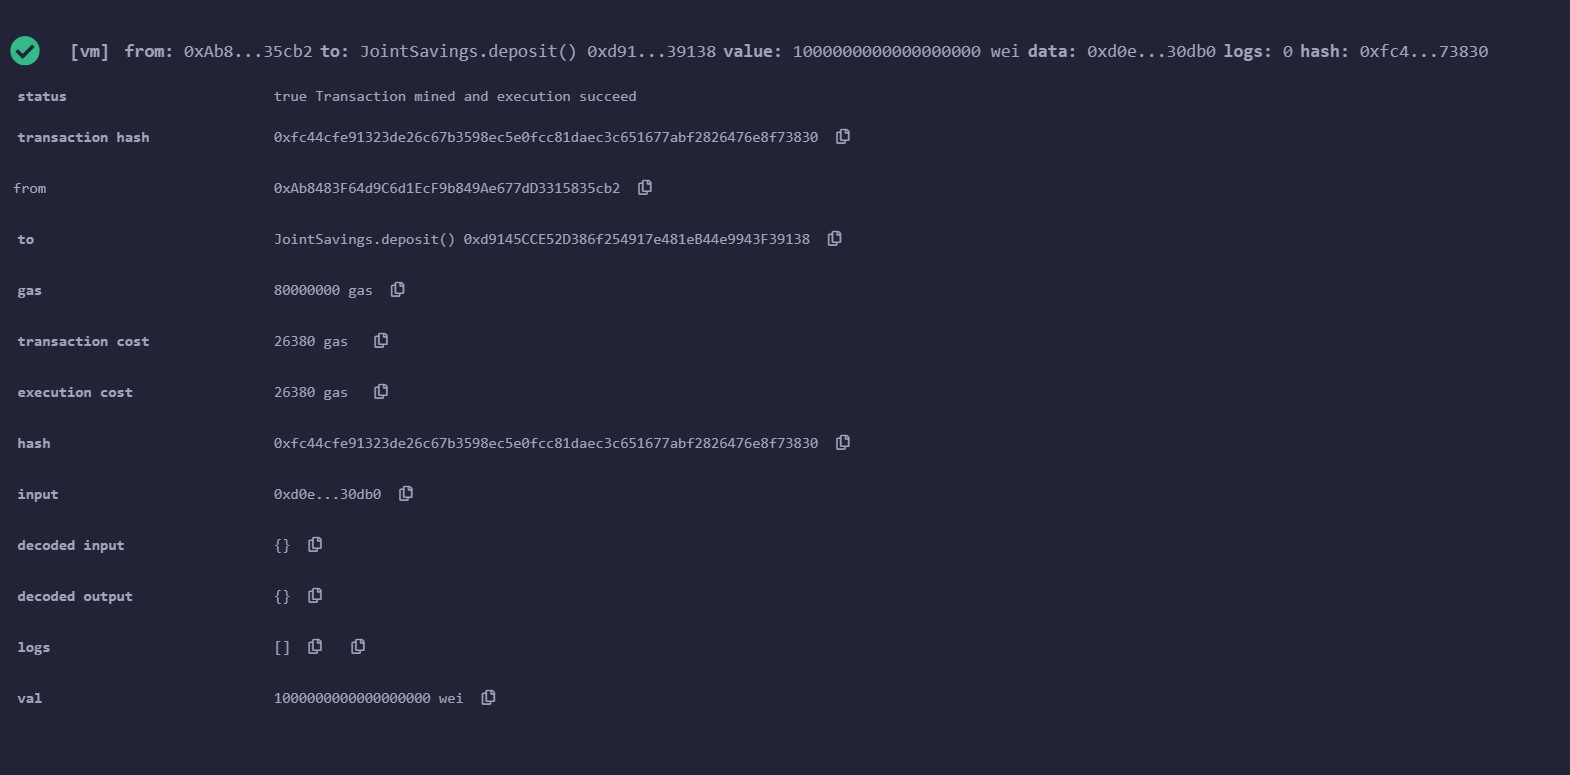 [vm] from: 0xAb8...35cb2 to: JointSavings.deposit() 0xd91...39138 value: 1000000000000000000 wei data: 0xd0e...30db0 logs: 0 hash: 0xfc4...73830
status true Transaction mined and execution succeed
transaction hash 0xfc44cfe91323de26c67b3598ec5e0fcc81daec3c651677abf2826476e8f73830
from 0xAb8483F64d9C6d1EcF9b849Ae677dD3315835cb2
to JointSavings.deposit() 0xd9145CCE52D386f254917e481eB44e9943F39138
gas 80000000 gas
transaction cost 26380 gas
execution cost 26380 gas
hash 0xfc44cfe91323de26c67b3598ec5e0fcc81daec3c651677abf2826476e8f73830
input 0xd0e...30db0
decoded input {}
decoded output {}
logs []
val 1000000000000000000 wei